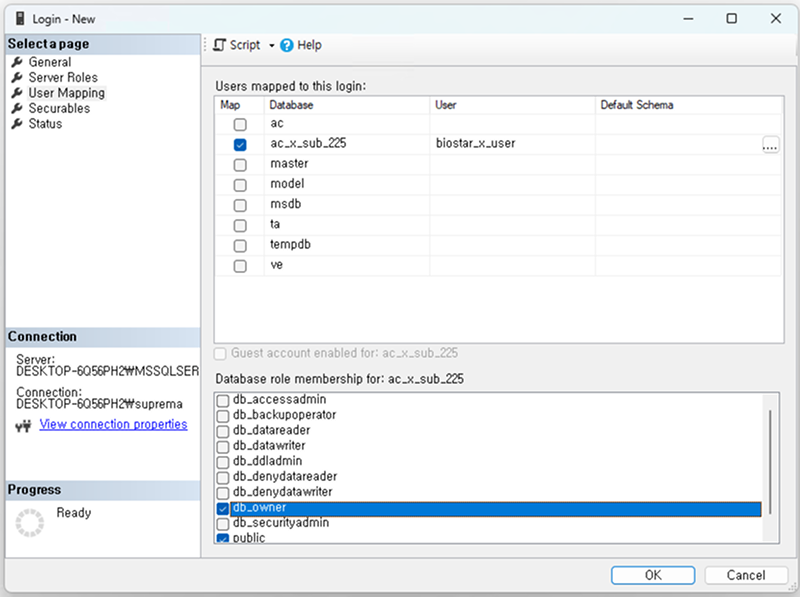 Login - New
Select a page
General
Server Roles
User Mapping
Securables
Status
Script
Help
Users mapped to this login:
Map Database User Default Schema
ac
ac_x_sub_225 biostar_x_user ....
master
model
msdb
ta
tempdb
ve
Guest account enabled for: ac_x_sub_225
Database role membership for: ac_x_sub_225
db_accessadmin
db_backupoperator
db_datareader
db_datawriter
db_ddladmin
db_denydatareader
db_denydatawriter
db_owner
db_securityadmin
public
Connection
Server:
DESKTOP-6Q56PH2₩MSSQLSER
Connection:
DESKTOP-6Q56PH2₩suprema
View connection properties
Progress
Ready
OK Cancel